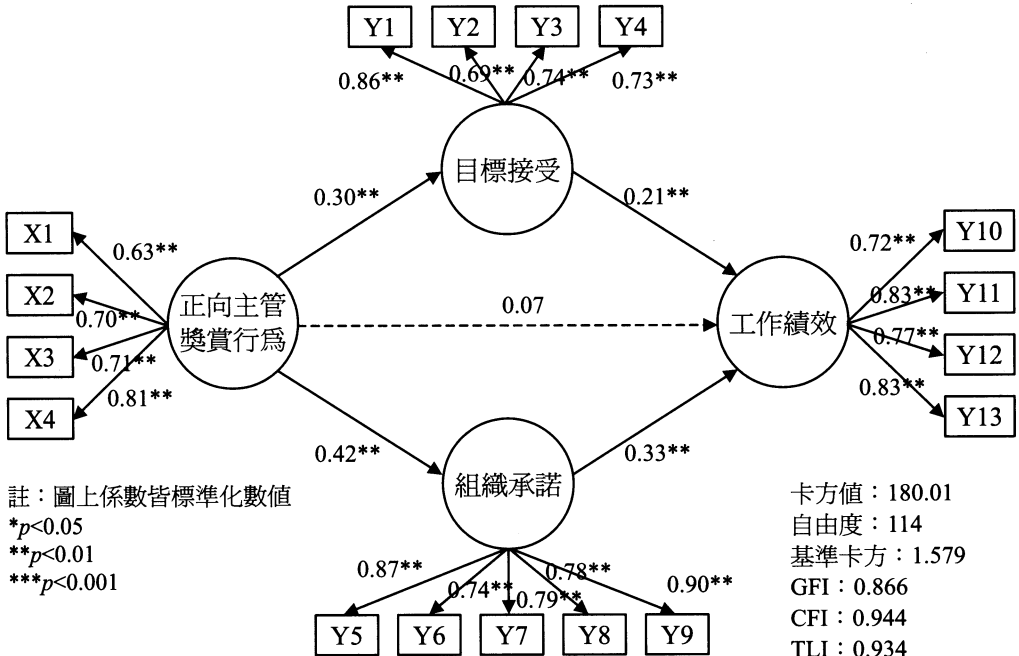 Y1 Y2 Y3 Y4
0.86** 0.69** 0.74** 0.73**
目標接受
0.30** 0.21**
X1
X2
X3
X4
0.63**
0.70**
0.71**
0.81**
正向主管
獎賞行為
0.07
工作績效
0.72**
0.83**
0.77**
0.83**
Y10
Y11
Y12
Y13
0.42** 0.33**
組織承諾
0.87** 0.74** 0.79** 0.78** 0.90**
Y5 Y6 Y7 Y8 Y9
註：圖上係數皆標準化數值
*p<0.05
**p<0.01
***p<0.001
卡方值：180.01
自由度：114
基準卡方：1.579
GFI：0.866
CFI：0.944
TLI：0.934